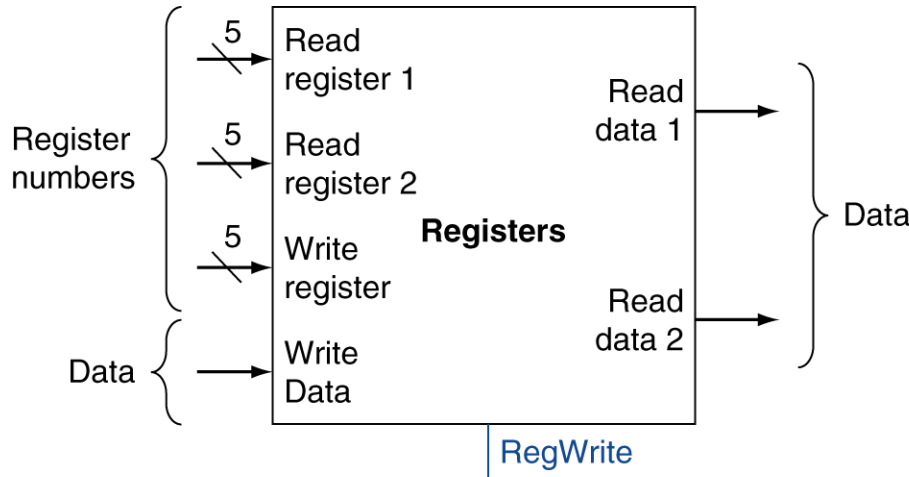 5
Read
register 1
5
Read
register 2
5
Write
register
Write
Data
Register
numbers
Data
Registers
Read
data 1
Read
data 2
Data
RegWrite